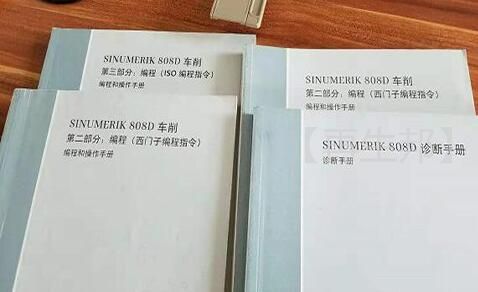 SINUMERIK 808D 车削
第三部分：编程（ISO 编程指令）
编程和操作手册
SINUMERIK 808D 车削
第二部分：编程（西门子编程指令）
编程和操作手册
SINUMERIK 808D 车削
第二部分：编程（西门子编程指令）
编程和操作手册
SINUMERIK 808D 诊断手册
诊断手册